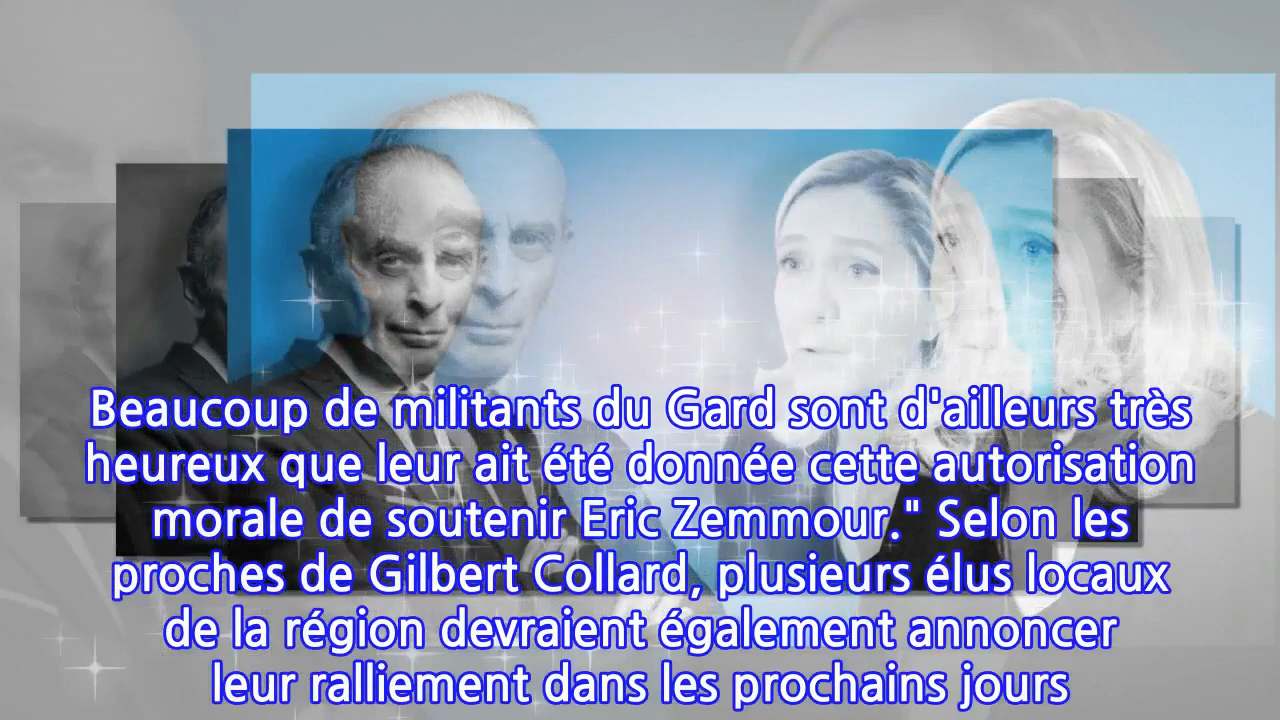 Beaucoup de militants du Gard sont d'ailleurs très
heureux que leur ait été donnée cette autorisation
morale de soutenir Eric Zemmour." Selon les
proches de Gilbert Collard, plusieurs élus locaux
de la région devraient également annoncer
leur ralliement dans les prochains jours